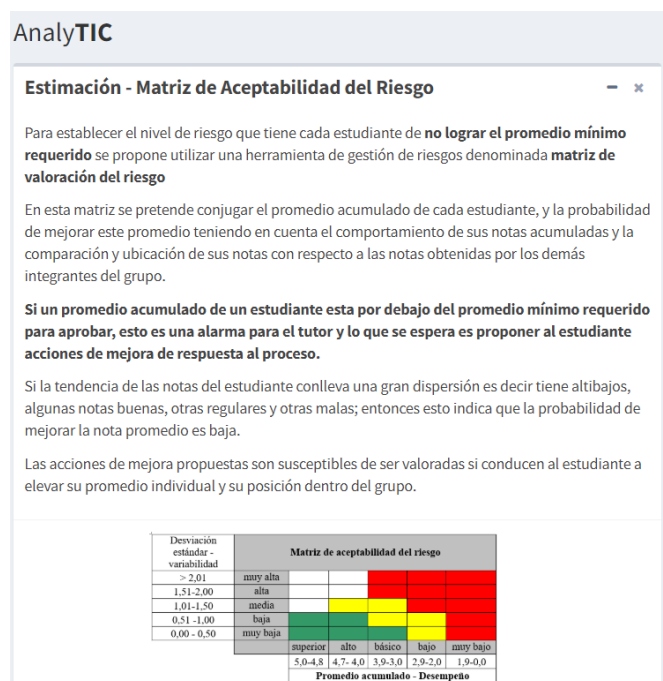 AnalyTIC
Estimación - Matriz de Aceptabilidad del Riesgo
Para establecer el nivel de riesgo que tiene cada estudiante de no lograr el promedio mínimo
requerido se propone utilizar una herramienta de gestión de riesgos denominada matriz de
valoración del riesgo
En esta matriz se pretende conjugar el promedio acumulado de cada estudiante, y la probabilidad
de mejorar este promedio teniendo en cuenta el comportamiento de sus notas acumuladas y la
comparación y ubicación de sus notas con respecto a las notas obtenidas por los demás
integrantes del grupo.
Si un promedio acumulado de un estudiante esta por debajo del promedio mínimo requerido
para aprobar, esto es una alarma para el tutor y lo que se espera es proponer al estudiante
acciones de mejora de respuesta al proceso.
Si la tendencia de las notas del estudiante conlleva una gran dispersión es decir tiene altibajos,
algunas notas buenas, otras regulares y otras malas; entonces esto indica que la probabilidad de
mejorar la nota promedio es baja.
Las acciones de mejora propuestas son susceptibles de ser valoradas si conducen al estudiante a
elevar su promedio individual y su posición dentro del grupo.
Desviación
estándar -
variabilidad
Matriz de aceptabilidad del riesgo
> 2,01 muy alta
1,51-2,00 alta
1,01-1,50 media
0,51 -1,00 baja
0,00 - 0,50 muy baja
superior alto básico bajo muy bajo
5,0-4,8 4,7- 4,0 3,9-3,0 2,9-2,0 1,9-0,0
Promedio acumulado - Desempeño